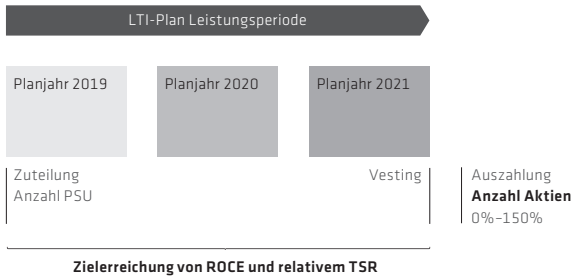 LTI-Plan Leistungsperiode
Planjahr 2019
Planjahr 2020
Planjahr 2021
Zuteilung
Anzahl PSU
Vesting
Auszahlung
Anzahl Aktien
0%–150%
Zielerreichung von ROCE und relativem TSR